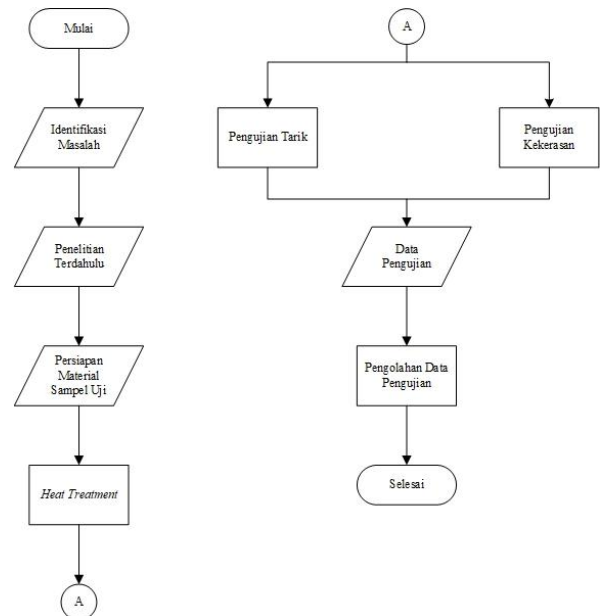 Mulai
Identifikasi
Masalah
Penelitian
Terdahulu
Persiapan
Material
Sampel Uji
Heat Treatment
A
A
Pengujian Tarik
Pengujian
Kekerasan
Data
Pengujian
Pengolahan Data
Pengujian
Selesai